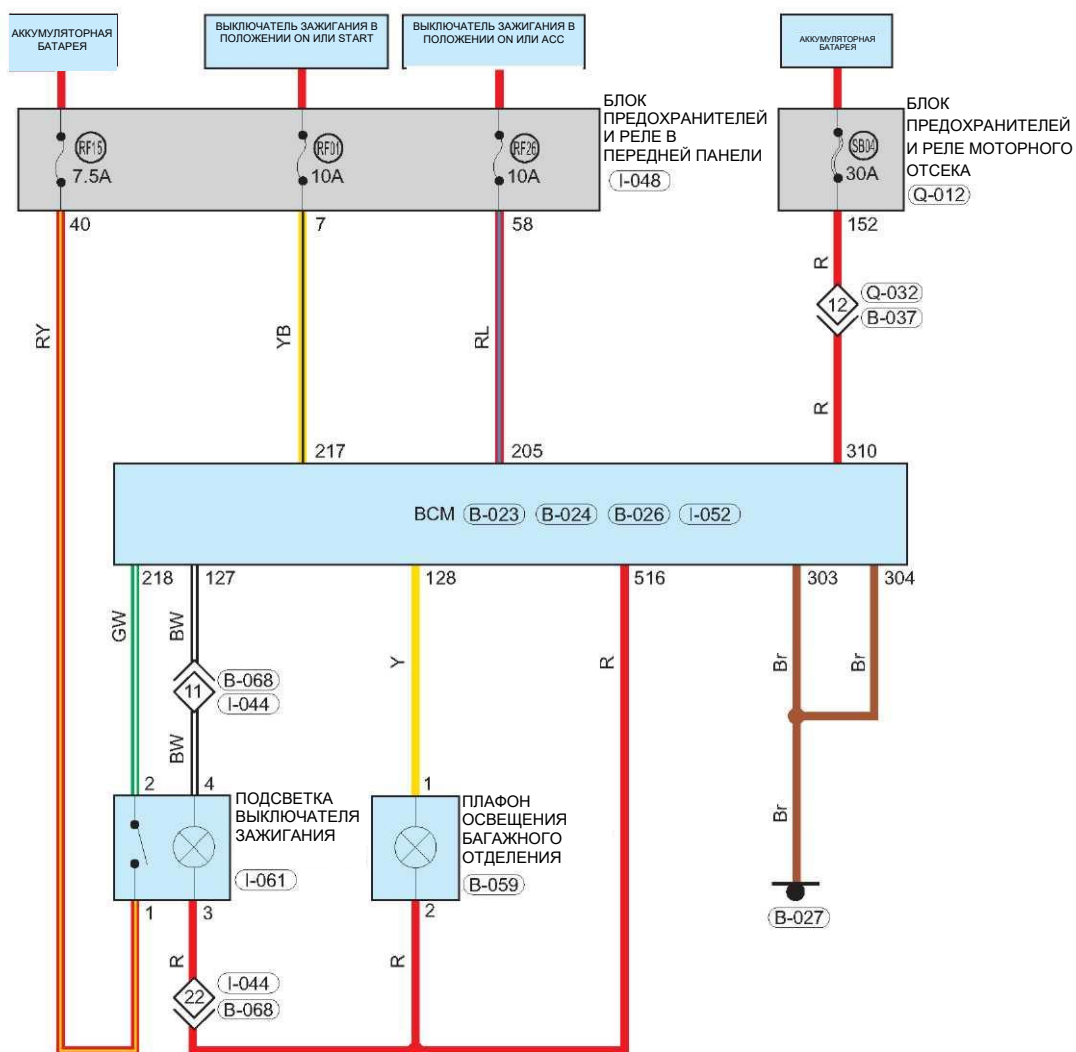 АККУМУЛЯТОРНАЯ
БАТАРЕЯ
ВЫКЛЮЧАТЕЛЬ ЗАЖИГАНИЯ В
ПОЛОЖЕНИИ ON ИЛИ START
ВЫКЛЮЧАТЕЛЬ ЗАЖИГАНИЯ В
ПОЛОЖЕНИИ ON ИЛИ ACC
АККУМУЛЯТОРНАЯ
БАТАРЕЯ
RF15
7.5A
RF01
10A
RF26
10A
БЛОК
ПРЕДОХРАНИТЕЛЕЙ
И РЕЛЕ В
ПЕРЕДНЕЙ ПАНЕЛИ
I-048
SB04
30A
БЛОК
ПРЕДОХРАНИТЕЛЕЙ
И РЕЛЕ МОТОРНОГО
ОТСЕКА
Q-012
40
7
58
152
R
12
Q-032
B-037
RY
YB
RL
R
217
205
310
BCM B-023 B-024 B-026 I-052
218
127
128
516
303
304
GW
BW
Y
R
Br
Br
11
B-068
I-044
BW
2
4
1
ПОДСВЕТКА
ВЫКЛЮЧАТЕЛЯ
ЗАЖИГАНИЯ
I-061
ПЛАФОН
ОСВЕЩЕНИЯ
БАГАЖНОГО
ОТДЕЛЕНИЯ
B-059
Br
B-027
1
3
2
R
R
22
I-044
B-068